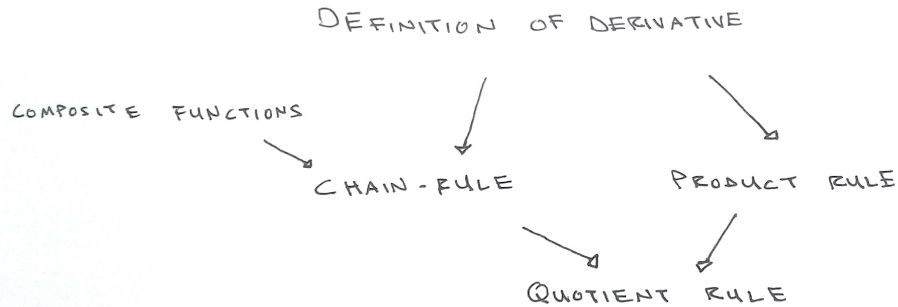 DEFINITION OF DERIVATIVE
COMPOSITE FUNCTIONS
CHAIN-RULE
PRODUCT RULE
QUOTIENT RULE